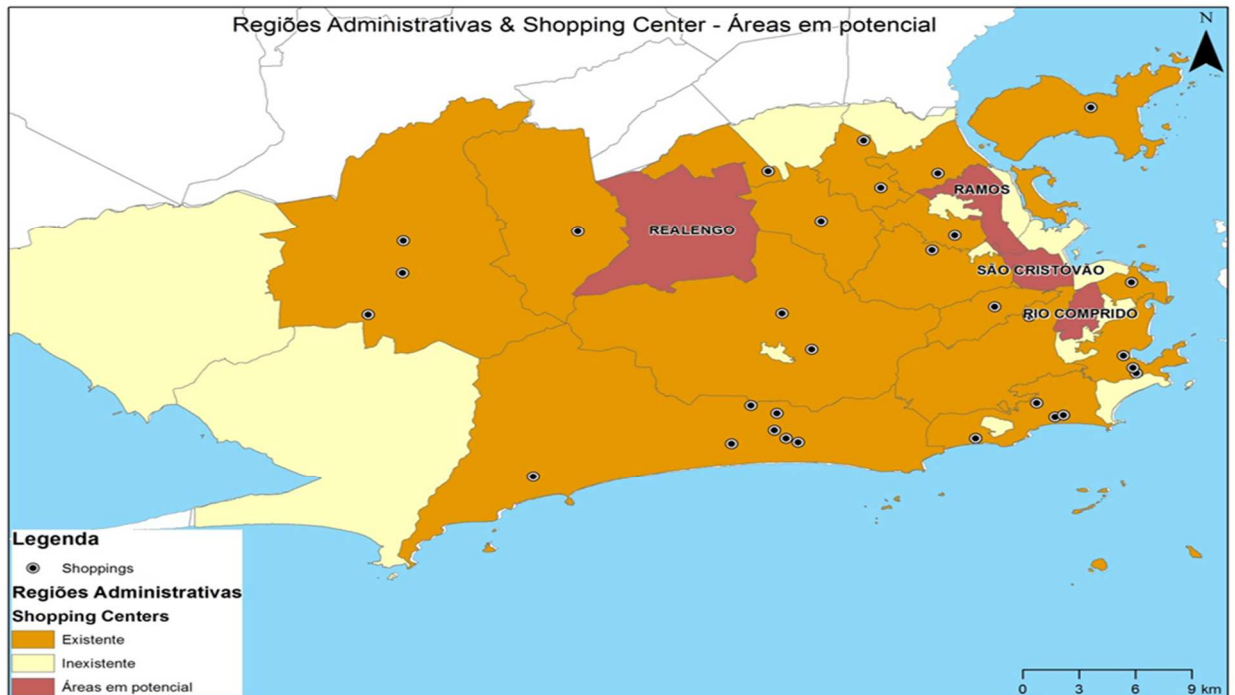 Regiões Administrativas & Shopping Center - Áreas em potencial
N
RAMOS
REALENGO
SÃO CRISTÓVÃO
RIO COMPRIDO
Legenda
Shoppings
Regiões Administrativas
Shopping Centers
Existente
Inexistente
Áreas em potencial
0 3 6 9 km